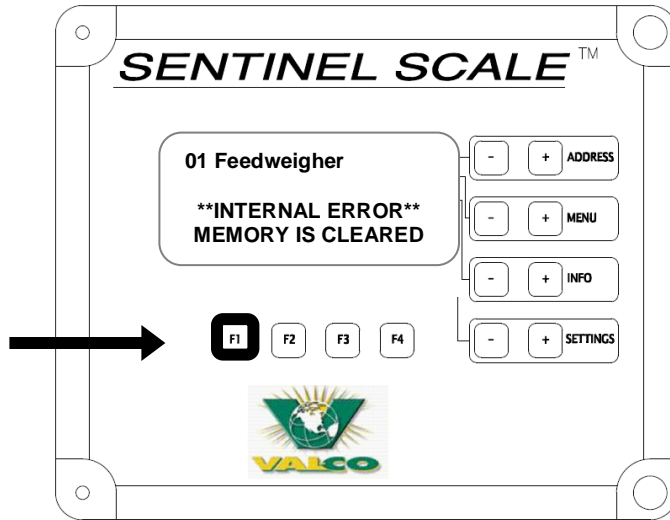 SENTINEL SCALE™
01 Feedweigher
**INTERNAL ERROR**
MEMORY IS CLEARED
- + ADDRESS
- + MENU
- + INFO
- + SETTINGS
F1 F2 F3 F4
VALCO